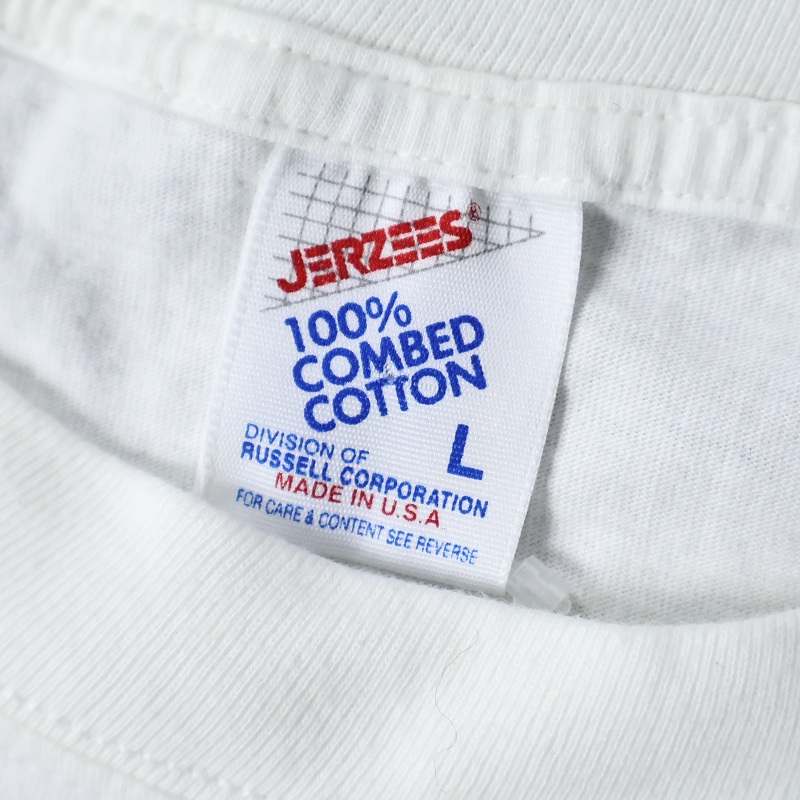 JERZEES®
100%
COMBED
COTTON
L
DIVISION OF
RUSSELL CORPORATION
MADE IN U.S.A
FOR CARE & CONTENT SEE REVERSE